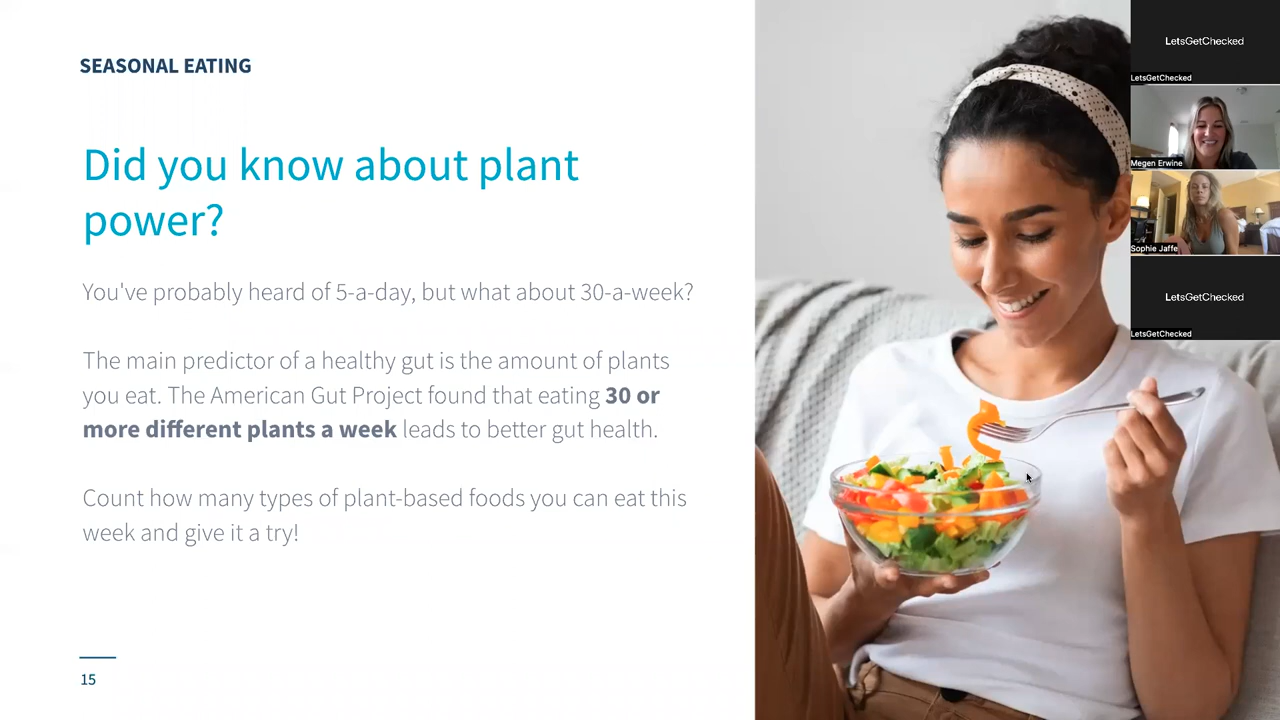 SEASONAL EATING
Did you know about plant
power?
You've probably heard of 5-a-day, but what about 30-a-week?
The main predictor of a healthy gut is the amount of plants
you eat. The American Gut Project found that eating 30 or
more different plants a week leads to better gut health.
Count how many types of plant-based foods you can eat this
week and give it a try!
15
LetsGetChecked
LetsGetChecked
Megen Erwine
Sophie Jaffe
LetsGetChecked
LetsGetChecked